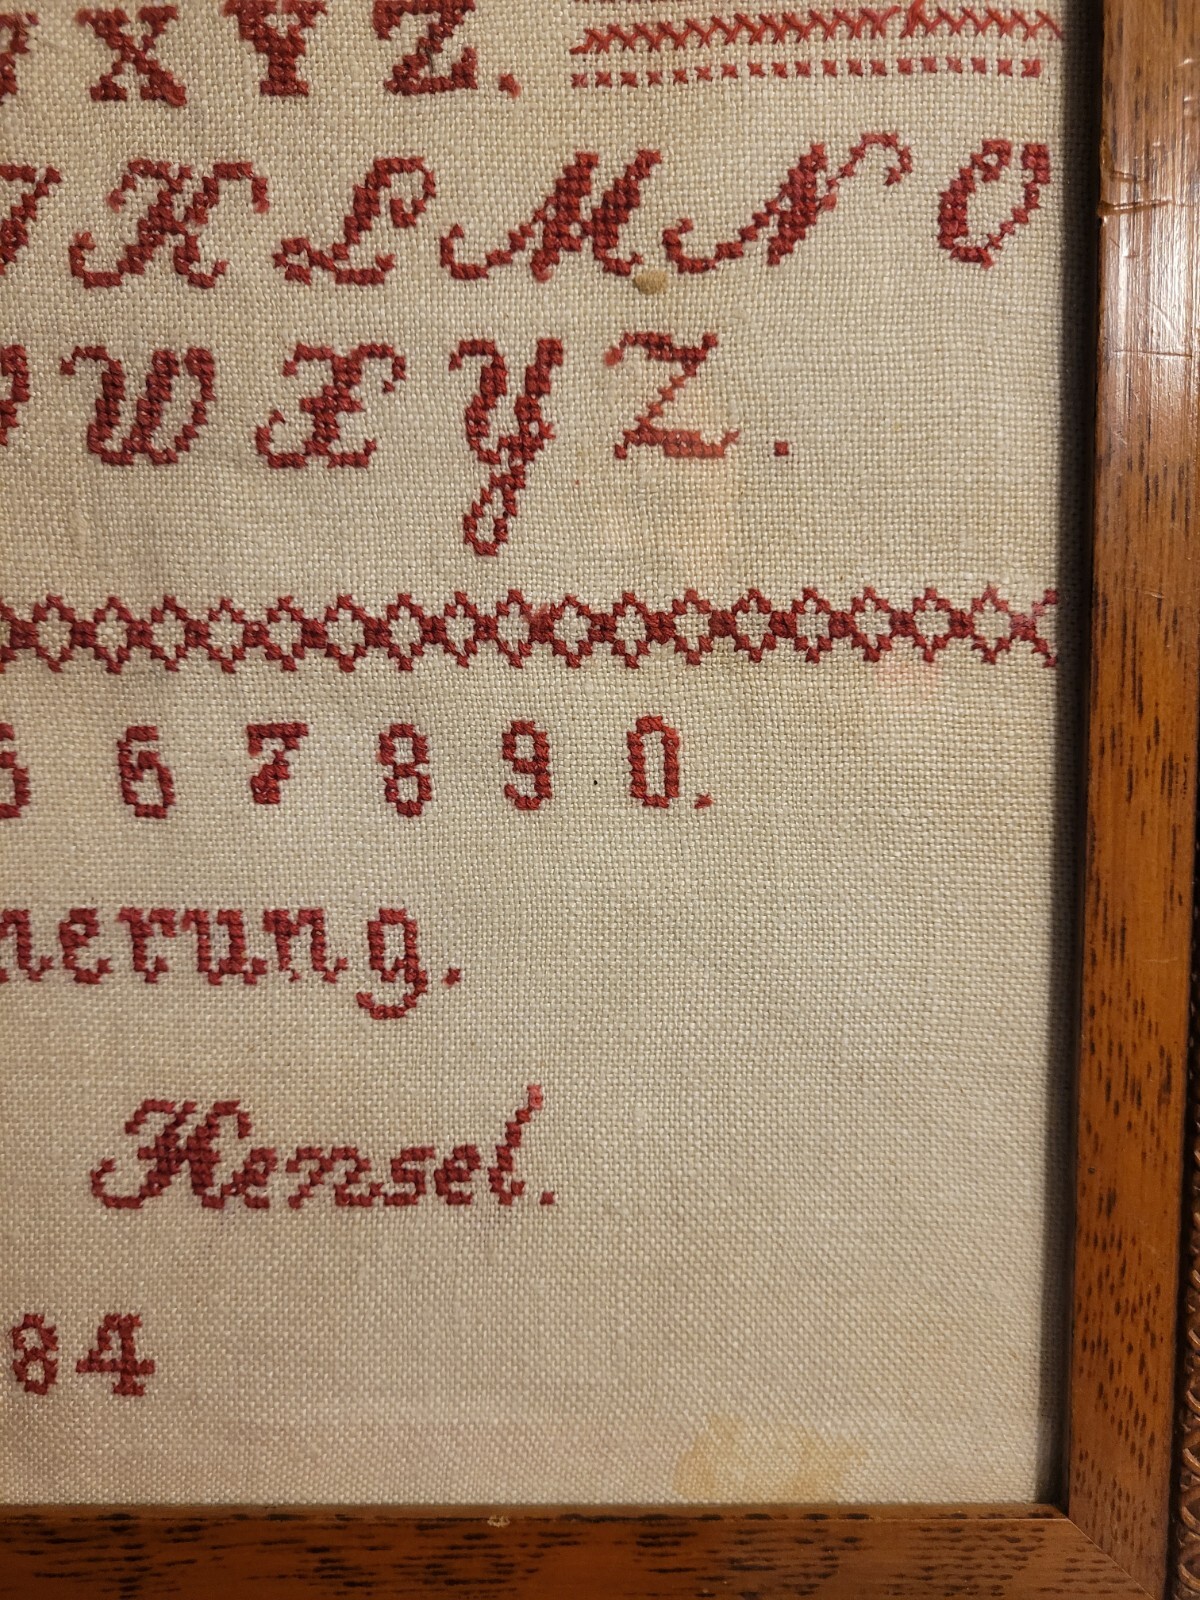 X Y Z.
K L M N O
W X Y Z.
6 7 8 9 0.
nerung.
Hensel.
84